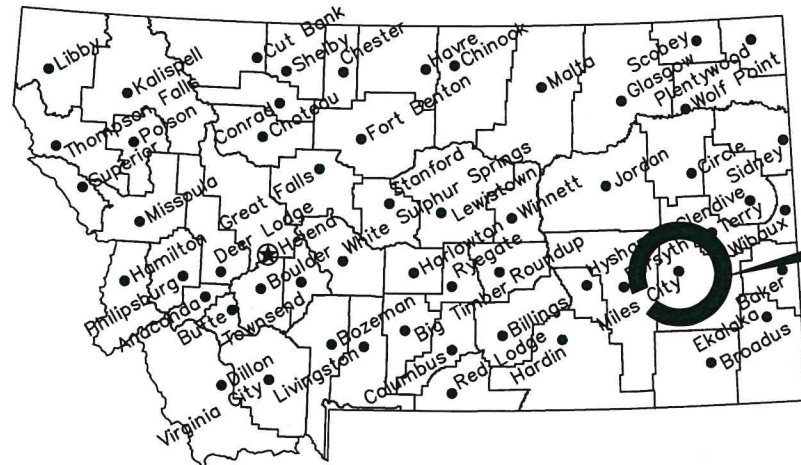 Libby
Kalispell
Cut Bank
Shelby
Chester
Havre
Chinook
Malta
Scobey
Glasgow
Plentywood
Wolf Point
Thompson Falls
Polson
Conrad
Choteau
Fort Benton
Superior
Missoula
Great Falls
Stanford
Lewistown
Winnett
Jordan
Circle
Sidney
Glendive
Terry
Wibaux
Hamilton
Philipsburg
Deer Lodge
Helena
Boulder
White Sulphur Springs
Harlowton
Ryegate
Roundup
Hysham
Forsyth
Miles City
Baker
Anaconda
Butte
Townsend
Bozeman
Livingston
Big Timber
Columbus
Billings
Red Lodge
Hardin
Ekalaka
Broadus
Dillon
Virginia City